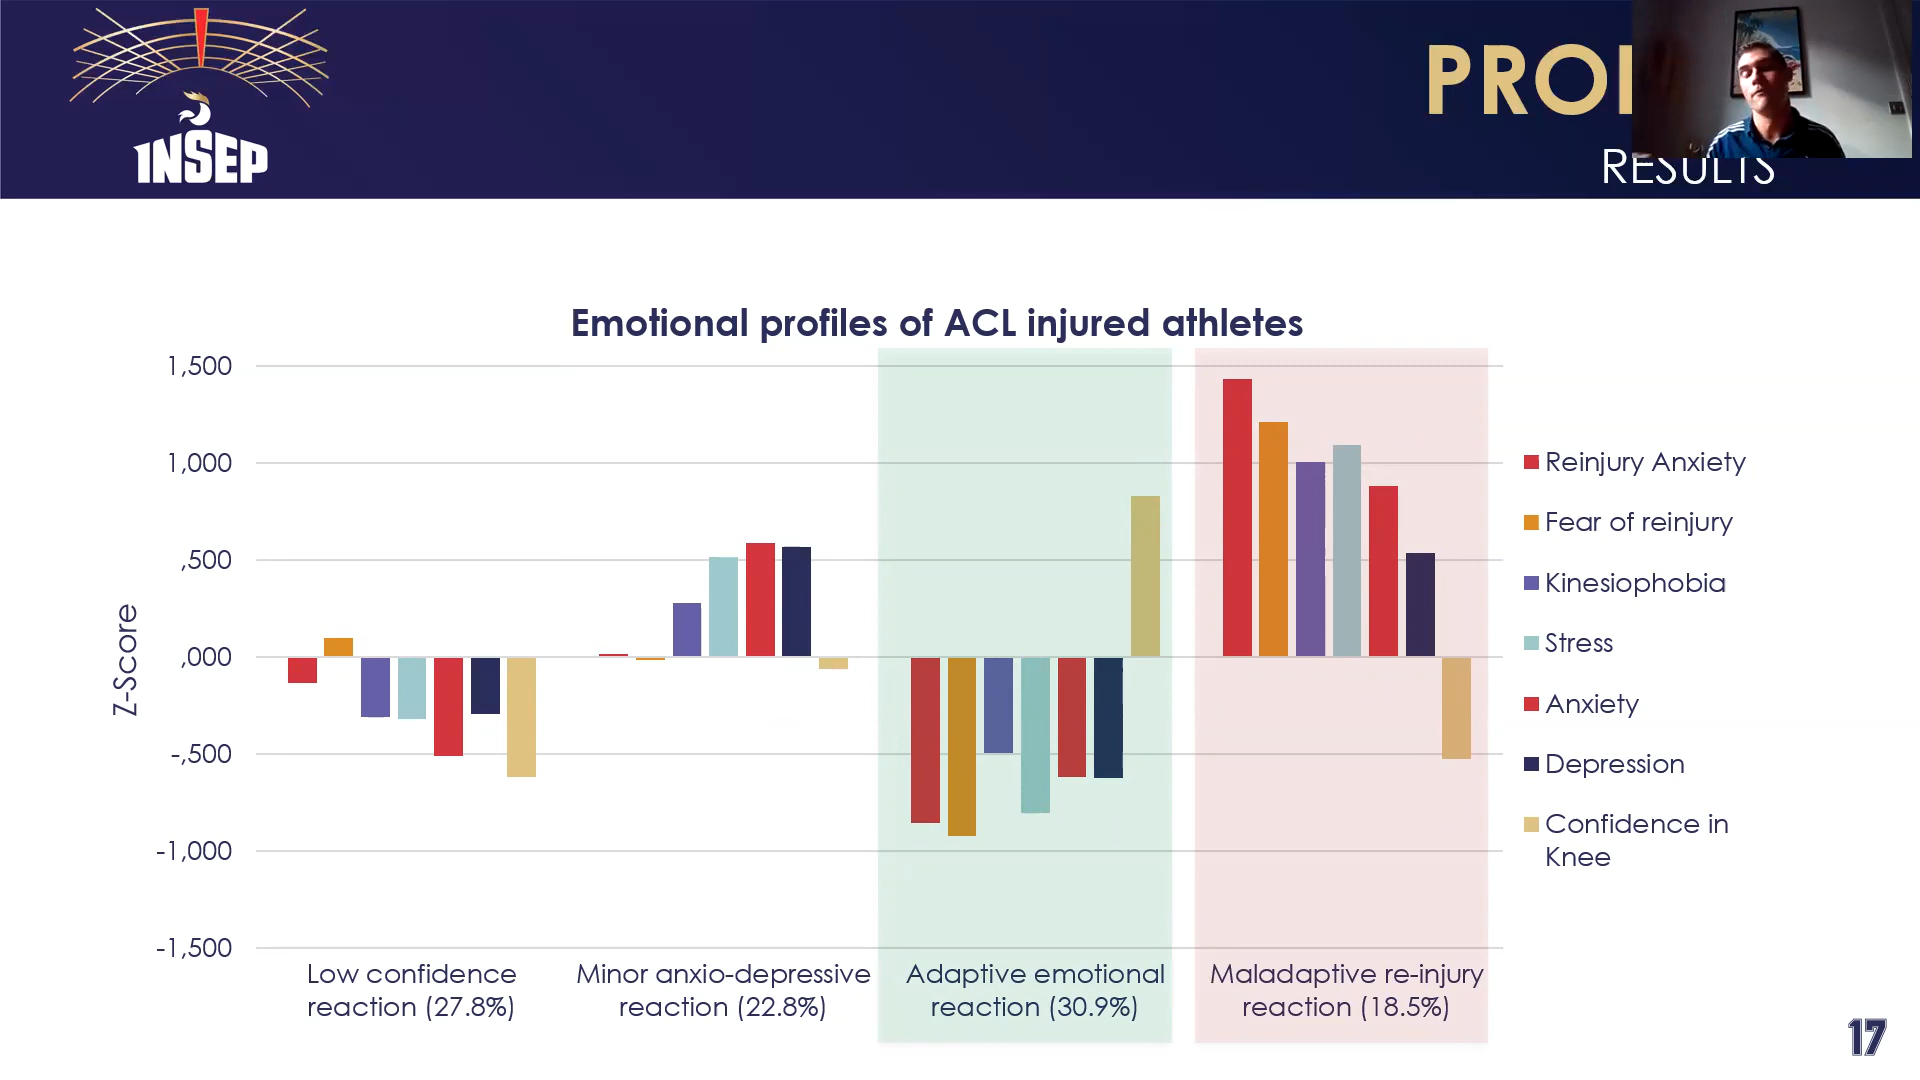 INSEP
RESULTS
Emotional profiles of ACL injured athletes
1,500
1,000
,500
,000
-,500
-1,000
-1,500
Z-Score
Low confidence
reaction (27.8%)
Minor anxio-depressive
reaction (22.8%)
Adaptive emotional
reaction (30.9%)
Maladaptive re-injury
reaction (18.5%)
Reinjury Anxiety
Fear of reinjury
Kinesiophobia
Stress
Anxiety
Depression
Confidence in
Knee
17